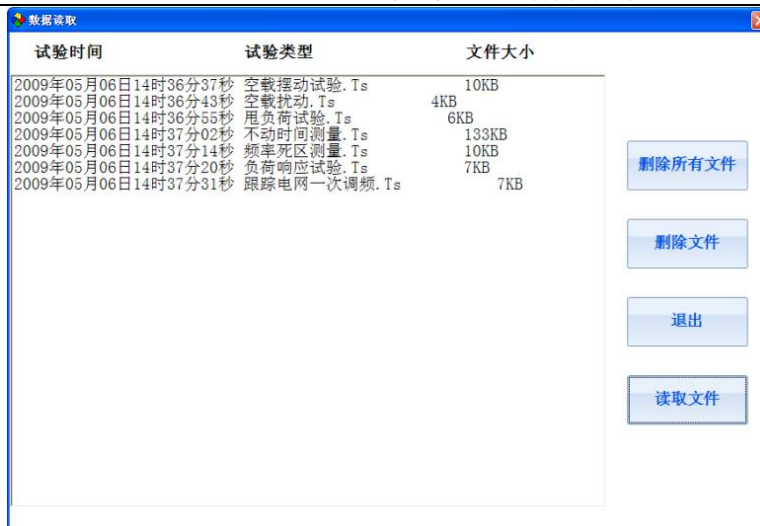 数据读取
试验时间 试验类型 文件大小
2009年05月06日14时36分37秒 空载摆动试验.Ts 10KB
2009年05月06日14时36分43秒 空载扰动.Ts 4KB
2009年05月06日14时36分55秒 甩负荷试验.Ts 6KB
2009年05月06日14时37分02秒 不动时间测量.Ts 133KB
2009年05月06日14时37分14秒 频率死区测量.Ts 10KB
2009年05月06日14时37分20秒 负荷响应试验.Ts 7KB
2009年05月06日14时37分31秒 跟踪电网一次调频.Ts 7KB
删除所有文件
删除文件
退出
读取文件